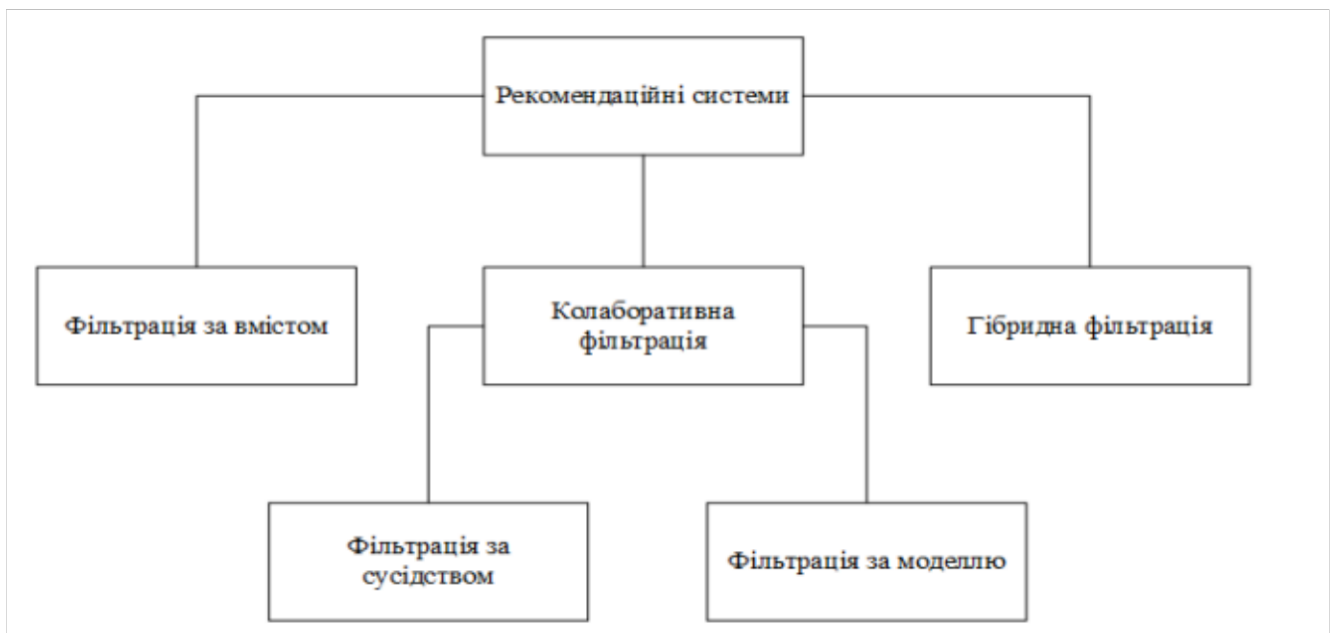 Рекомендаційні системи
Фільтрація за вмістом
Колаборативна
фільтрація
Гібридна фільтрація
Фільтрація за
сусідством
Фільтрація за моделлю